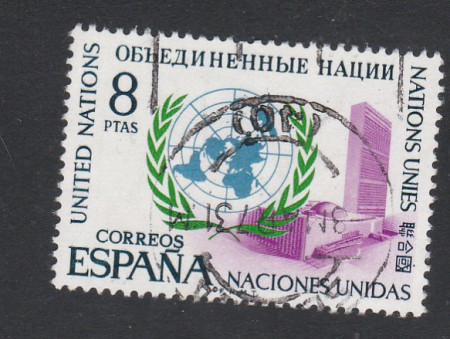 ОБЪЕДИНЕННЫЕ НАЦИИ
UNITED NATIONS
8
PTAS
NATIONS UNIES 聯合國
CORREOS
ESPAÑA
NACIONES UNIDAS